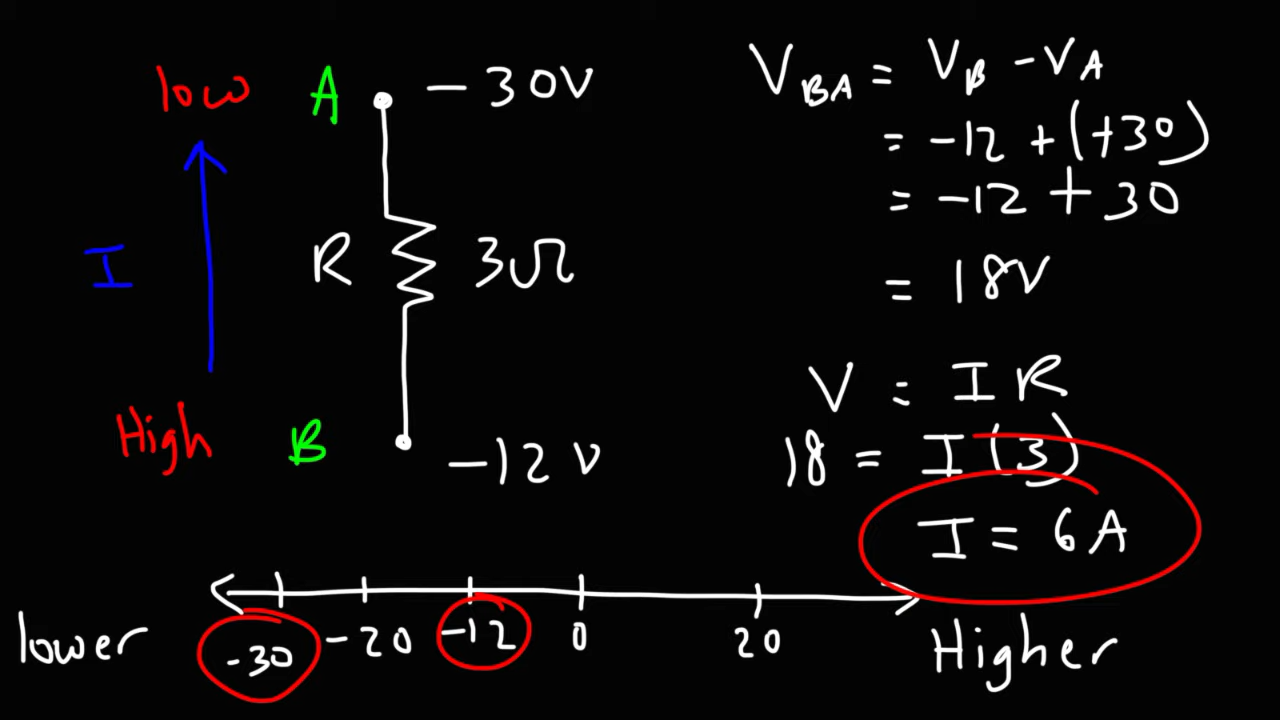 low A −30V
I
R 3Ω
High B −12V
V_BA = V_B − V_A
= −12 + (+30)
= −12 + 30
= 18V
V = IR
18 = I(3)
I = 6A
lower -30 −20 −12 0 20 Higher